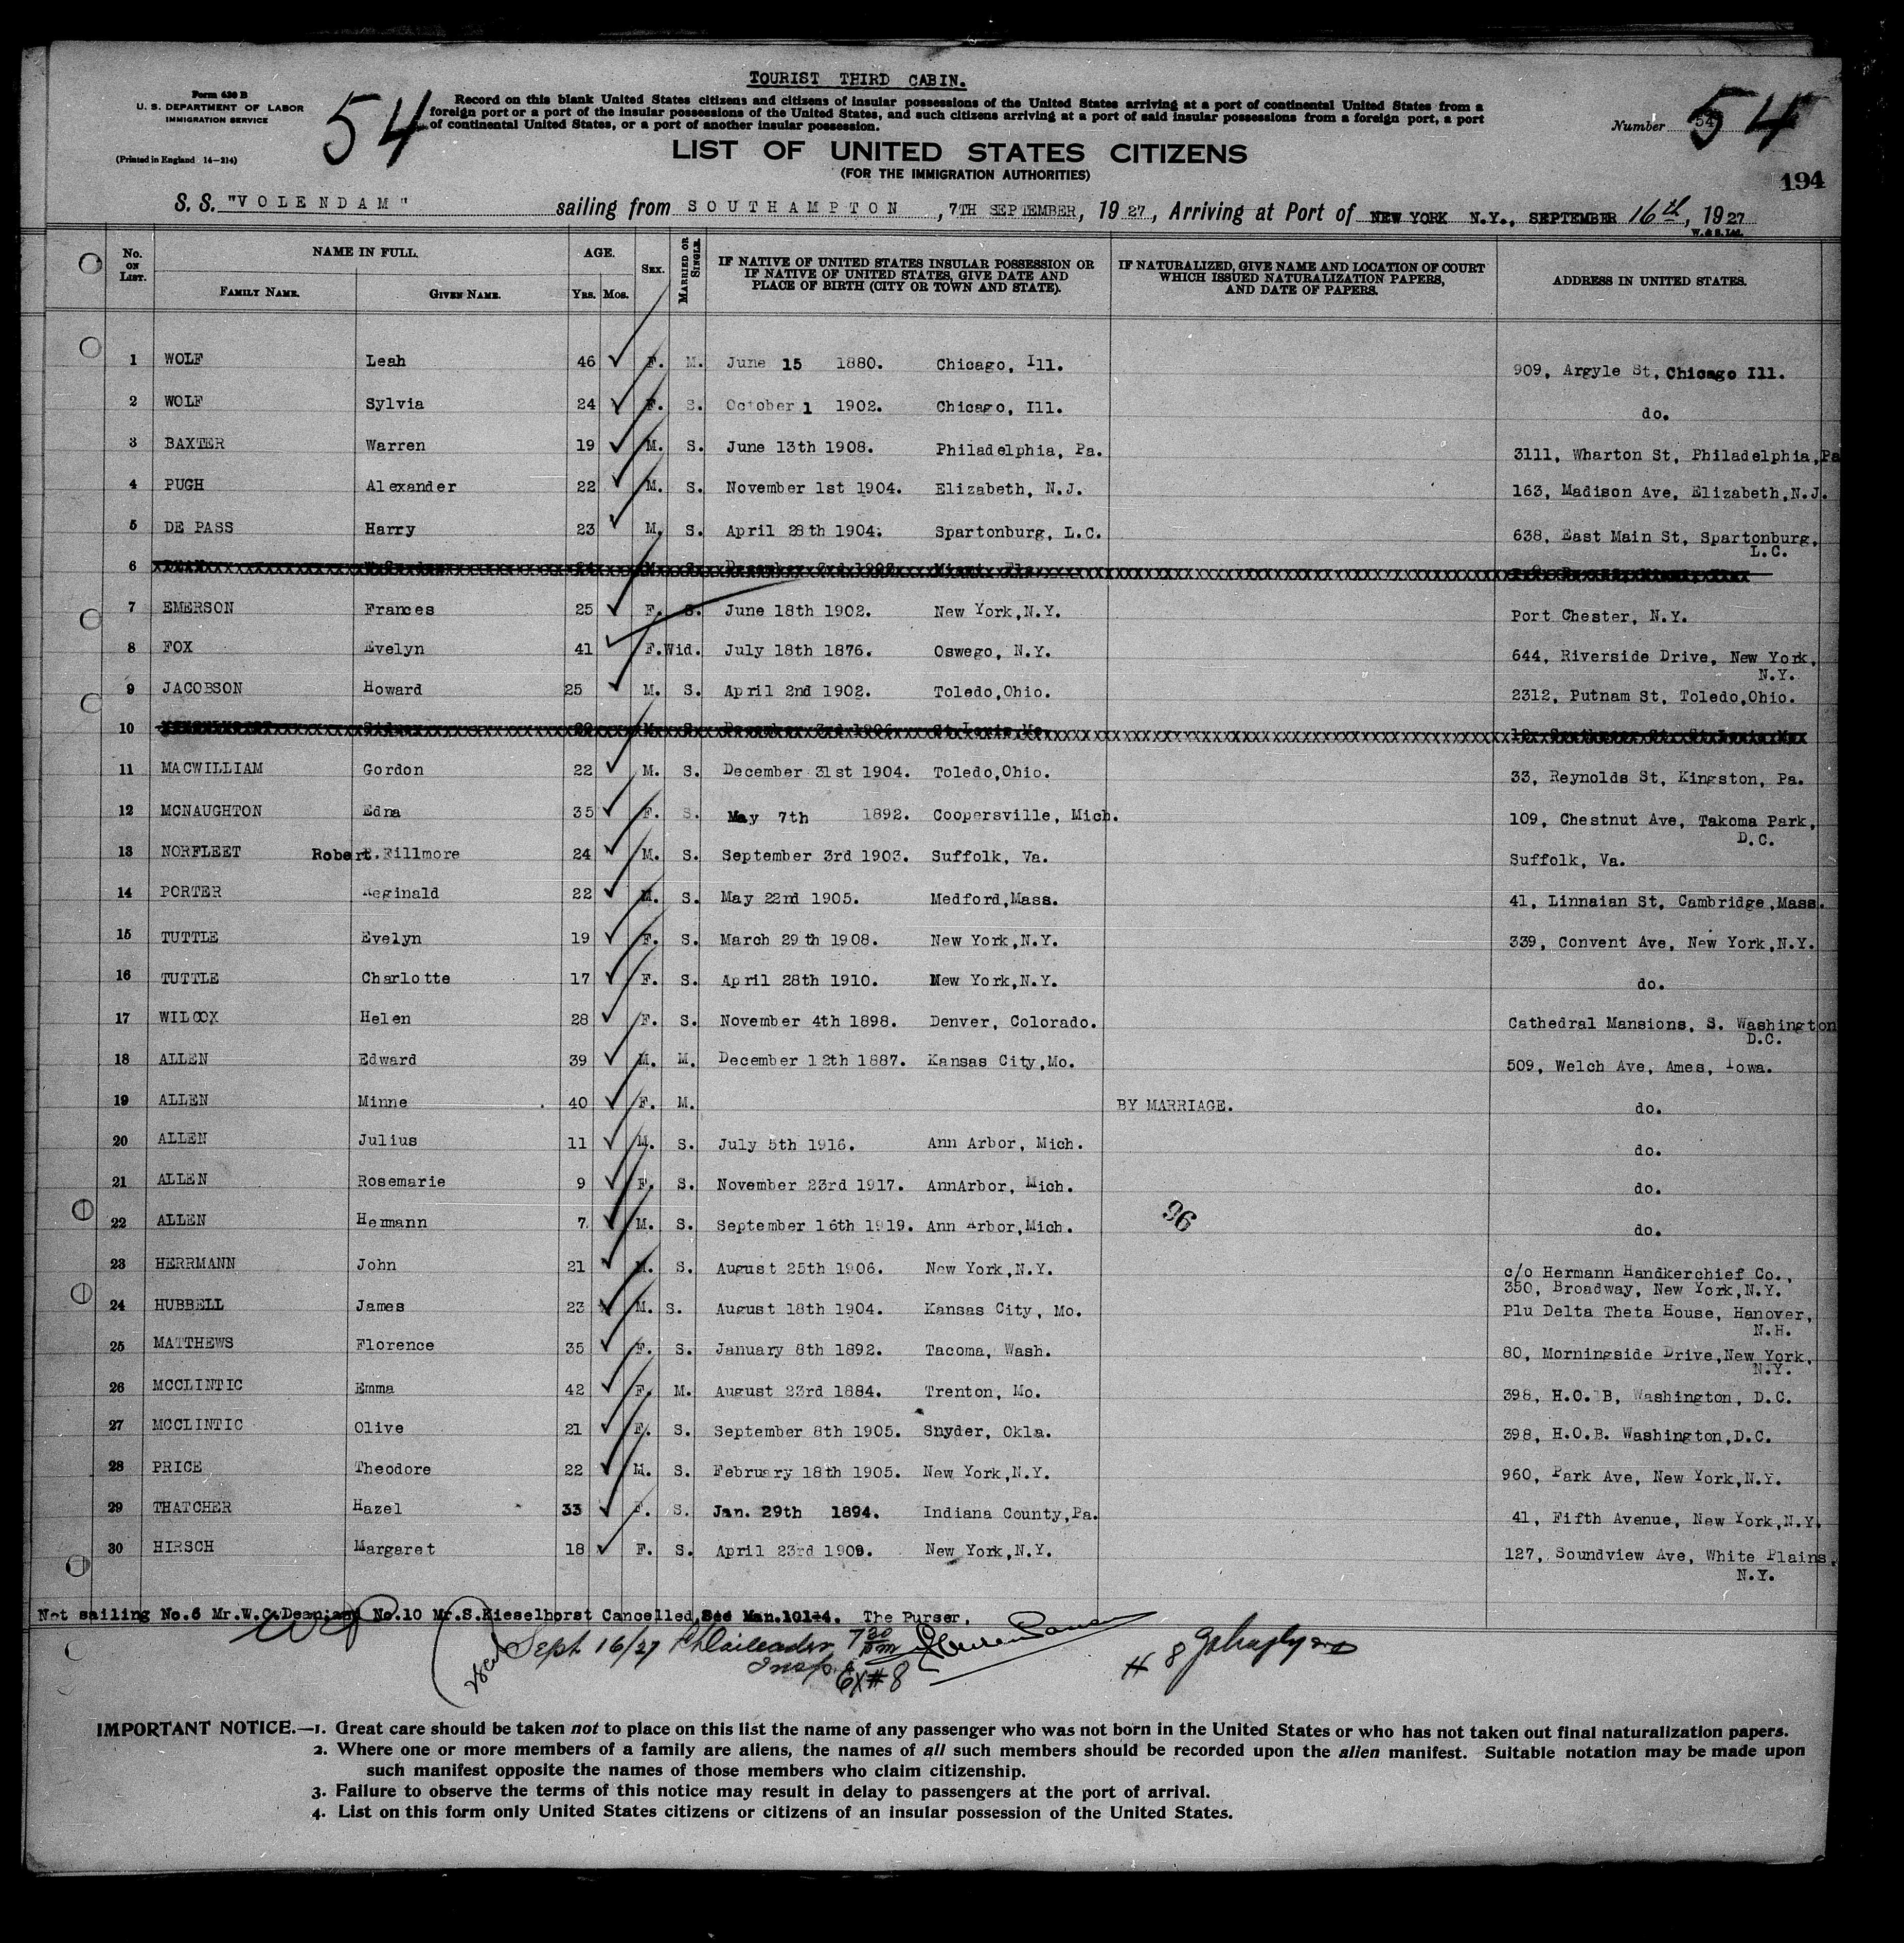 TOURIST THIRD CABIN.
Form 630 B
U. S. DEPARTMENT OF LABOR
IMMIGRATION SERVICE
(Printed in England 14-214)
54
Record on this blank United States citizens and citizens of insular possessions of the United States arriving at a port of continental United States from a
foreign port or a port of the insular possessions of the United States, and such citizens arriving at a port of said insular possessions from a foreign port, a port
of continental United States, or a port of another insular possession.
Number 54
54
LIST OF UNITED STATES CITIZENS
(FOR THE IMMIGRATION AUTHORITIES)
194
S. S. "VOLENDAM" sailing from SOUTHAMPTON, 7TH SEPTEMBER, 1927, Arriving at Port of NEW YORK N.Y., SEPTEMBER 16th, 1927
W. & S. Ltd.
No. ON LIST. NAME IN FULL. FAMILY NAME. GIVEN NAME. AGE. YRS. MOS. SEX. MARRIED OR SINGLE. IF NATIVE OF UNITED STATES INSULAR POSSESSION OR IF NATIVE OF UNITED STATES, GIVE DATE AND PLACE OF BIRTH (CITY OR TOWN AND STATE). IF NATURALIZED, GIVE NAME AND LOCATION OF COURT WHICH ISSUED NATURALIZATION PAPERS, AND DATE OF PAPERS. ADDRESS IN UNITED STATES.
1 WOLF Leah 46 F. M. June 15 1880. Chicago, Ill. 909, Argyle St, Chicago Ill.
2 WOLF Sylvia 24 F. S. October 1 1902. Chicago, Ill. do.
3 BAXTER Warren 19 M. S. June 13th 1908. Philadelphia, Pa. 3111, Wharton St, Philadelphia, Pa
4 PUGH Alexander 22 M. S. November 1st 1904. Elizabeth, N.J. 163, Madison Ave, Elizabeth,N.J.
5 DE PASS Harry 23 M. S. April 28th 1904. Spartonburg, L.C. 638, East Main St, Spartonburg,
L.C.
6
7 EMERSON Frances 25 F. S. June 18th 1902. New York,N.Y. Port Chester, N.Y.
8 FOX Evelyn 41 F. Wid. July 18th 1876. Oswego, N.Y. 644, Riverside Drive, New York,
N.Y.
9 JACOBSON Howard 25 M. S. April 2nd 1902. Toledo,Ohio. 2312, Putnam St, Toledo,Ohio.
10
11 MACWILLIAM Gordon 22 M. S. December 31st 1904. Toledo,Ohio. 33, Reynolds St, Kingston, Pa.
12 MCNAUGHTON Edna 35 F. S. May 7th 1892. Coopersville, Mich. 109, Chestnut Ave, Takoma Park,
D.C.
13 NORFLEET Robert Fillmore 24 M. S. September 3rd 1903. Suffolk, Va. Suffolk, Va.
14 PORTER Reginald 22 M. S. May 22nd 1905. Medford,Mass. 41, Linnaian St, Cambridge,Mass.
15 TUTTLE Evelyn 19 F. S. March 29th 1908. New York,N.Y. 339, Convent Ave, New York,N.Y.
16 TUTTLE Charlotte 17 F. S. April 28th 1910. New York,N.Y. do.
17 WILCOX Helen 28 F. S. November 4th 1898. Denver, Colorado. Cathedral Mansions, S. Washington
D.C.
18 ALLEN Edward 39 M. M. December 12th 1887. Kansas City,Mo. 509, Welch Ave, Ames, Iowa.
19 ALLEN Minne 40 F. M. BY MARRIAGE. do.
20 ALLEN Julius 11 M. S. July 5th 1916. Ann Arbor, Mich. do.
21 ALLEN Rosemarie 9 F. S. November 23rd 1917. AnnArbor, Mich. do.
22 ALLEN Hermann 7. M. S. September 16th 1919. Ann Arbor,Mich. 96 do.
23 HERRMANN John 21 M. S. August 25th 1906. New York,N.Y. c/o Hermann Handkerchief Co.,
350, Broadway, New York,N.Y.
24 HUBBELL James 23 M. S. August 18th 1904. Kansas City, Mo. Plu Delta Theta House, Hanover,
N.H.
25 MATTHEWS Florence 35 F. S. January 8th 1892. Tacoma, Wash. 80, Morningside Drive,New York,
N.Y.
26 MCCLINTIC Emma 42 F. M. August 23rd 1884. Trenton, Mo. 398, H.O. B, Washington, D.C.
27 MCCLINTIC Olive 21 F. S. September 8th 1905. Snyder, Okla. 398, H.O.B. Washington,D.C.
28 PRICE Theodore 22 M. S. February 18th 1905. New York,N.Y. 960, Park Ave, New York,N.Y.
29 THATCHER Hazel 33 F. S. Jan. 29th 1894. Indiana County,Pa. 41, Fifth Avenue, New York,N.Y.
30 HIRSCH Margaret 18 F. S. April 23rd 1909. New York,N.Y. 127, Soundview Ave, White Plains,
N.Y.
Not sailing No.6 Mr.W.C.Dean;and No.10 Mr.S.Kieselhorst Cancelled, See Man.101-4. The Purser,
Sept 16/27 7 30 pm
Insp.
6x#8
# 8
IMPORTANT NOTICE.—1. Great care should be taken not to place on this list the name of any passenger who was not born in the United States or who has not taken out final naturalization papers.
2. Where one or more members of a family are aliens, the names of all such members should be recorded upon the alien manifest. Suitable notation may be made upon
such manifest opposite the names of those members who claim citizenship.
3. Failure to observe the terms of this notice may result in delay to passengers at the port of arrival.
4. List on this form only United States citizens or citizens of an insular possession of the United States.